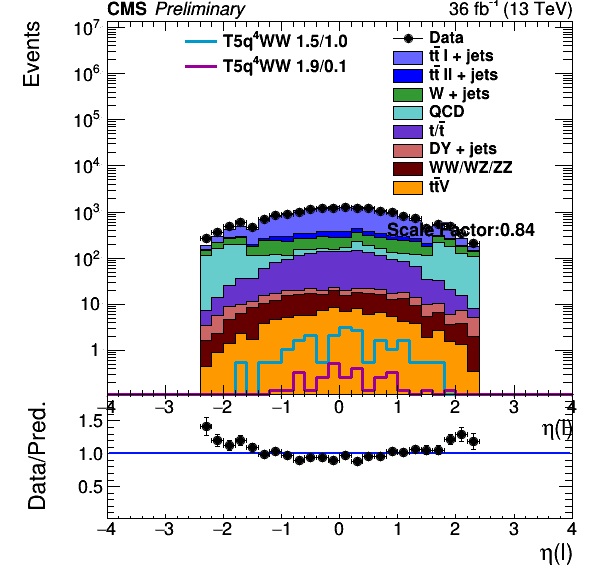 CMS Preliminary 36 fb⁻¹ (13 TeV)
Events
10⁷
10⁶
10⁵
10⁴
10³
10²
10
1
T5q⁴WW 1.5/1.0
T5q⁴WW 1.9/0.1
Data
tt̄ l + jets
tt̄ ll + jets
W + jets
QCD
t/t̄
DY + jets
WW/WZ/ZZ
tt̄V
Scale Factor:0.84
−4 −3 −2 −1 0 1 2 3 4
η(l)
Data/Pred.
1.5
1.0
0.5
−4 −3 −2 −1 0 1 2 3 4
η(l)